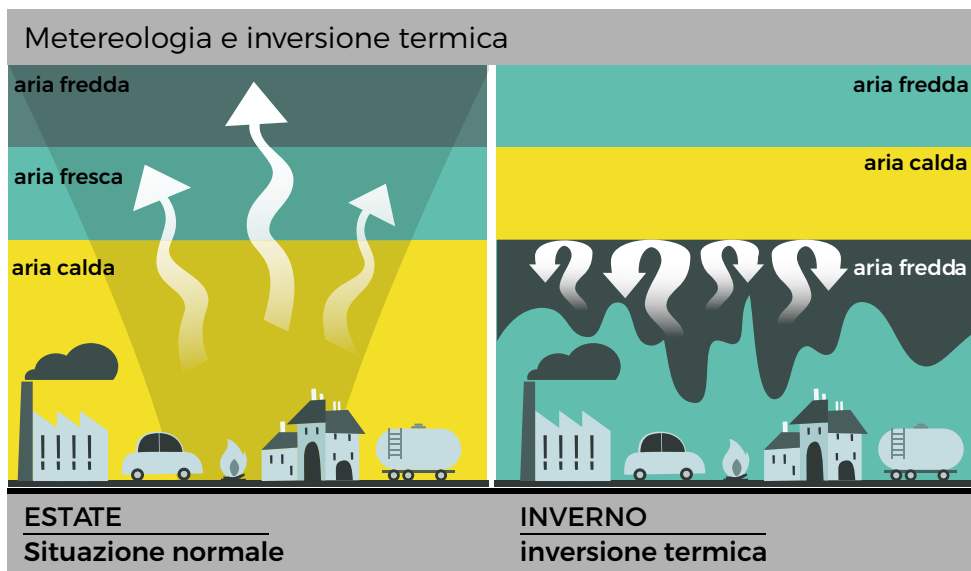 Metereologia e inversione termica
aria fredda
aria fresca
aria calda
aria fredda
aria calda
aria fredda
ESTATE
Situazione normale
INVERNO
inversione termica